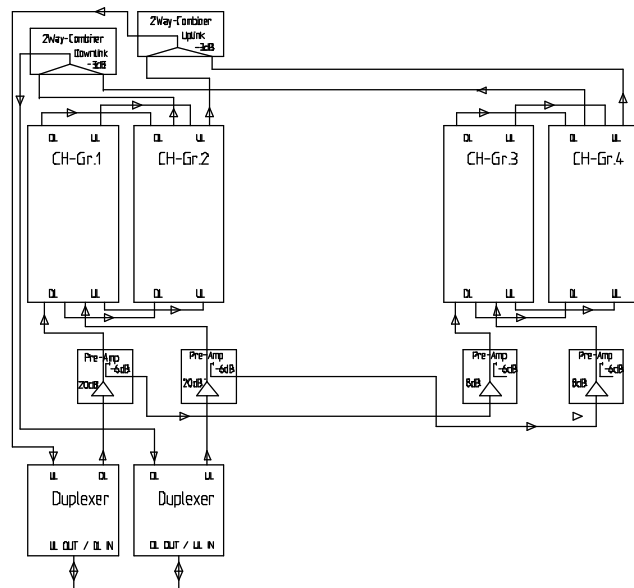 2Way-Combiner
Uplink
-3dB
2Way-Combiner
Downlink
-3dB
DL UL
CH-Gr.1
DL UL
CH-Gr.2
DL UL
CH-Gr.3
DL UL
CH-Gr.4
DL UL
DL UL
DL UL
DL UL
Pre-Amp
-6dB
20dB
Pre-Amp
-6dB
20dB
Pre-Amp
-6dB
8dB
Pre-Amp
-6dB
8dB
UL DL
Duplexer
UL OUT / DL IN
DL UL
Duplexer
DL OUT / UL IN